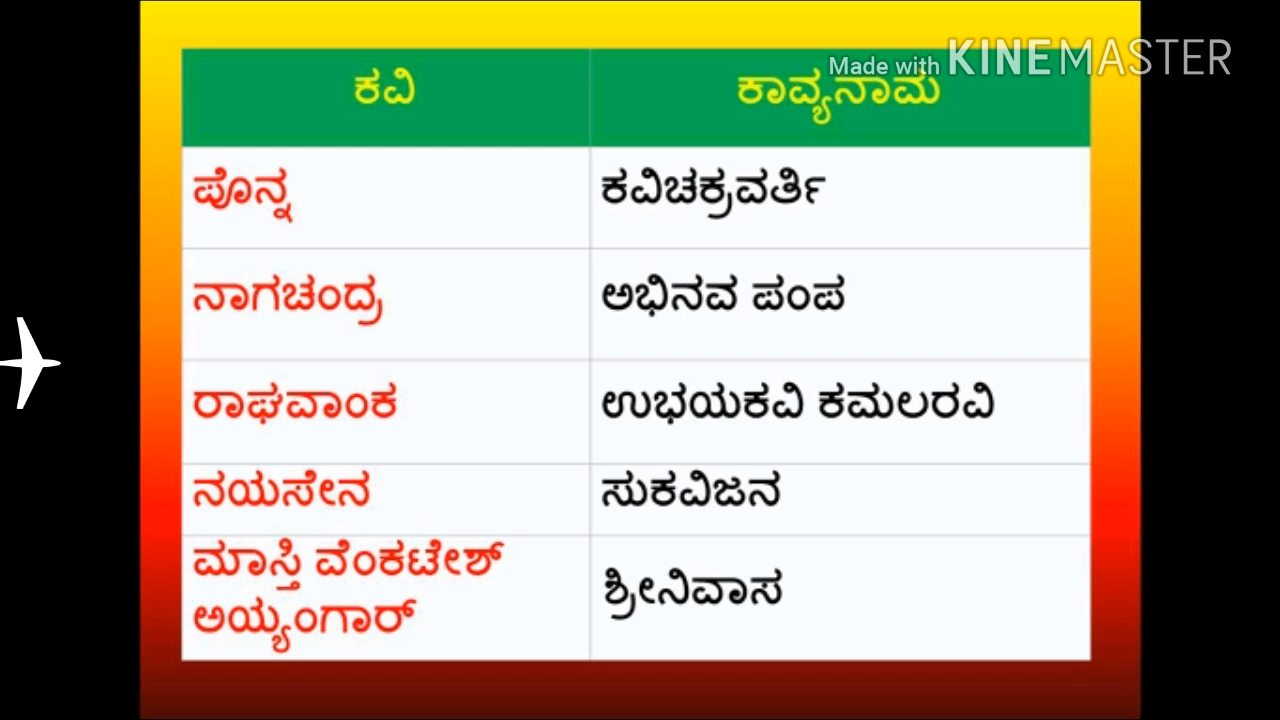 Made with KINEMASTER
ಕವಿ ಕಾವ್ಯನಾಮ
ಪೊನ್ನ ಕವಿಚಕ್ರವರ್ತಿ
ನಾಗಚಂದ್ರ ಅಭಿನವ ಪಂಪ
ರಾಘವಾಂಕ ಉಭಯಕವಿ ಕಮಲರವಿ
ನಯಸೇನ ಸುಕವಿಜನ
ಮಾಸ್ತಿ ವೆಂಕಟೇಶ್
ಅಯ್ಯಂಗಾರ್ ಶ್ರೀನಿವಾಸ